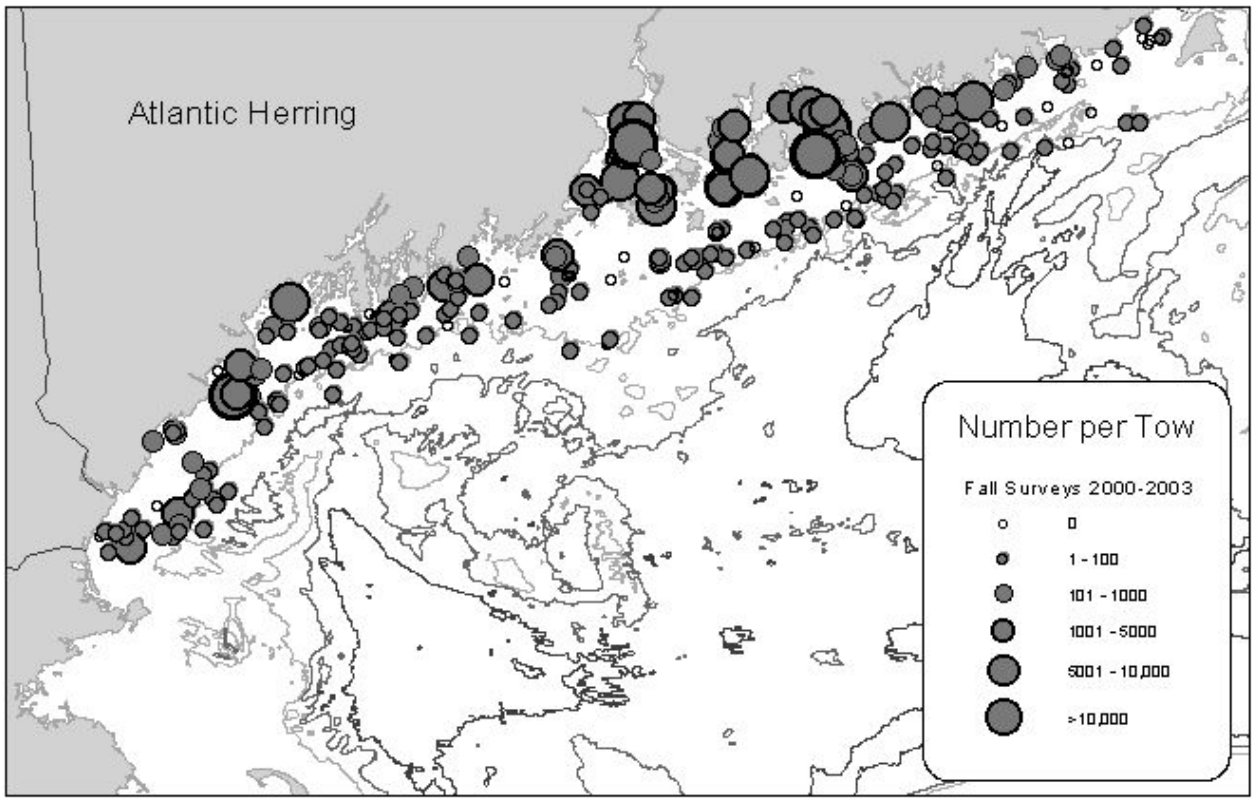 Atlantic Herring
Number per Tow
Fall Surveys 2000-2003
0
1 - 100
101 - 1000
1001 - 5000
5001 - 10,000
>10,000